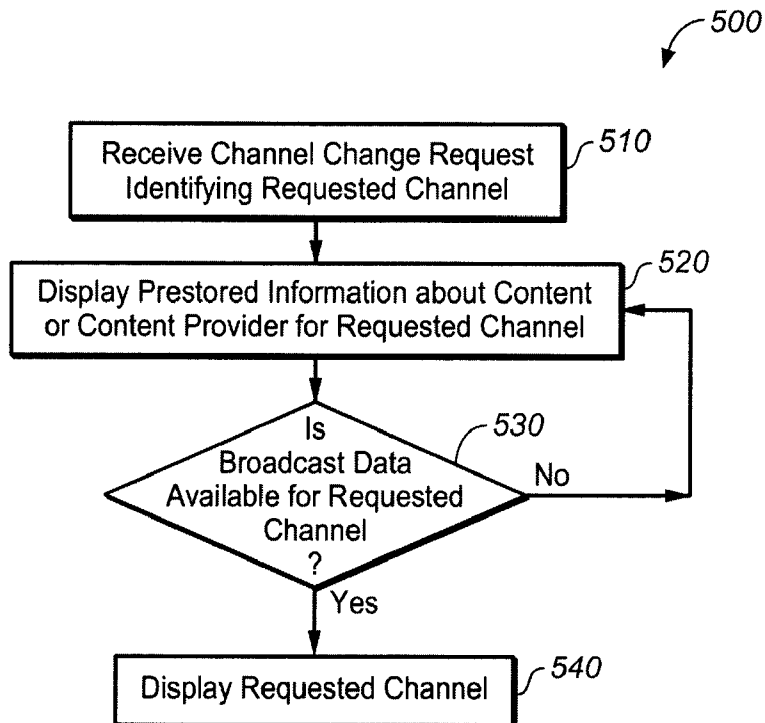 500
Receive Channel Change Request
Identifying Requested Channel
510
Display Prestored Information about Content
or Content Provider for Requested Channel
520
Is
Broadcast Data
Available for Requested
Channel
?
530
No
Yes
Display Requested Channel
540